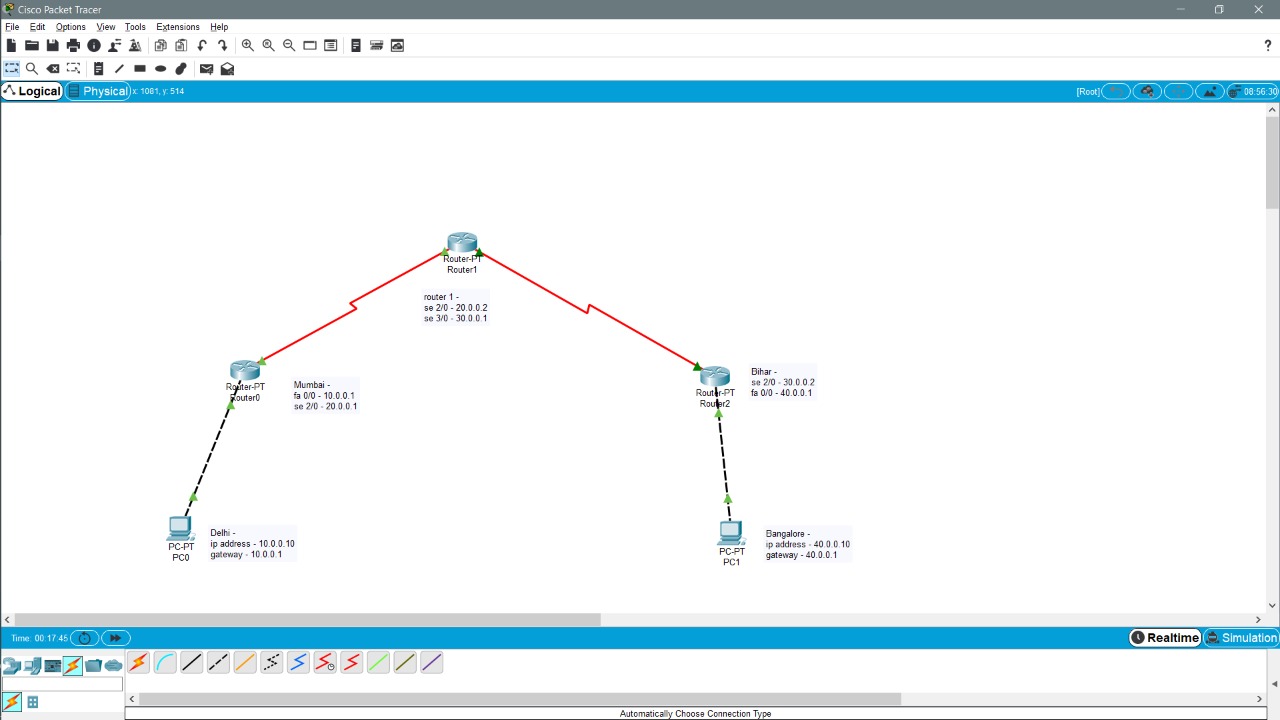 Cisco Packet Tracer
File Edit Options View Tools Extensions Help
?
Logical Physical x: 1081, y: 514 [Root] 08:56:30
Router-PT
Router1
router 1 -
se 2/0 - 20.0.0.2
se 3/0 - 30.0.0.1
Router-PT
Router0
Mumbai -
fa 0/0 - 10.0.0.1
se 2/0 - 20.0.0.1
Router-PT
Router2
Bihar -
se 2/0 - 30.0.0.2
fa 0/0 - 40.0.0.1
PC-PT
PC0
Delhi -
ip address - 10.0.0.10
gateway - 10.0.0.1
PC-PT
PC1
Bangalore -
ip address - 40.0.0.10
gateway - 40.0.0.1
Time: 00:17:45 Realtime Simulation
Automatically Choose Connection Type